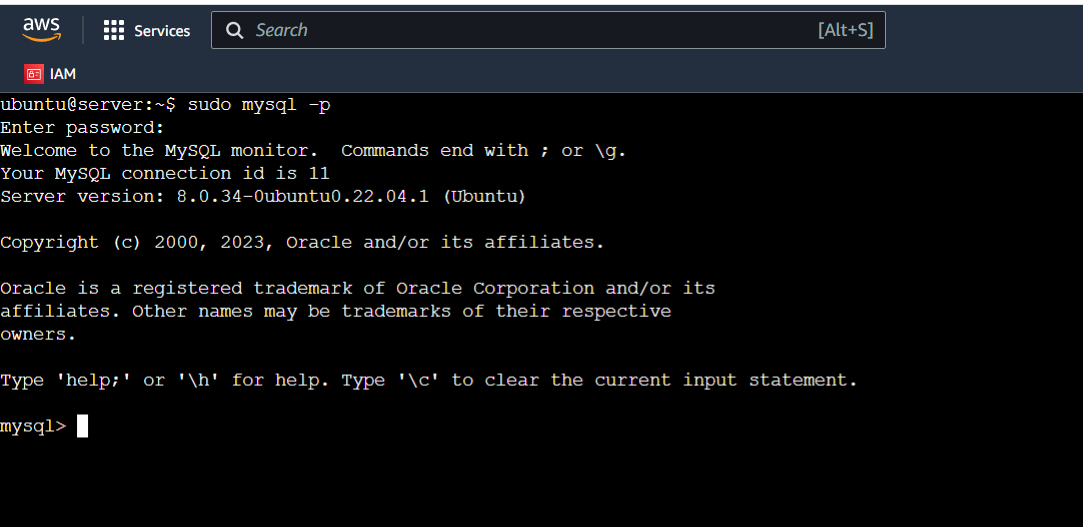 aws Services Search [Alt+S]
IAM
ubuntu@server:~$ sudo mysql -p
Enter password:
Welcome to the MySQL monitor.  Commands end with ; or \g.
Your MySQL connection id is 11
Server version: 8.0.34-0ubuntu0.22.04.1 (Ubuntu)
Copyright (c) 2000, 2023, Oracle and/or its affiliates.
Oracle is a registered trademark of Oracle Corporation and/or its
affiliates. Other names may be trademarks of their respective
owners.
Type 'help;' or '\h' for help. Type '\c' to clear the current input statement.
mysql>